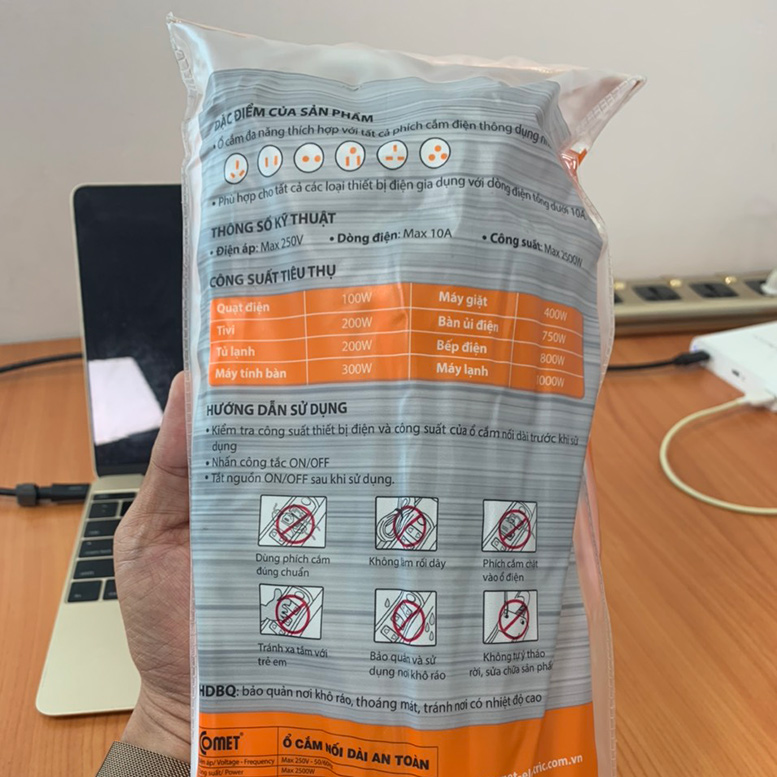 ĐẶC ĐIỂM CỦA SẢN PHẨM
• Ổ cắm đa năng thích hợp với tất cả phích cắm điện thông dụng
• Phù hợp cho tất cả các loại thiết bị điện gia dụng với dòng điện tổng dưới 10A
THÔNG SỐ KỸ THUẬT
• Điện áp: Max 250V • Dòng điện: Max 10A • Công suất: Max 2500W
CÔNG SUẤT TIÊU THỤ
Quạt điện 100W Máy giặt 400W
Tivi 200W Bàn ủi điện 750W
Tủ lạnh 200W Bếp điện 800W
Máy tính bàn 300W Máy lạnh 1000W
HƯỚNG DẪN SỬ DỤNG
• Kiểm tra công suất thiết bị điện và công suất của ổ cắm nối dài trước khi sử
dụng
• Nhấn công tắc ON/OFF
• Tắt nguồn ON/OFF sau khi sử dụng.
Dùng phích cắm
đúng chuẩn
Không làm rối dây
Phích cắm chặt
vào ổ điện
Tránh xa tầm với
trẻ em
Bảo quản và sử
dụng nơi khô ráo
Không tự ý tháo
rời, sửa chữa sản phẩm
HDBQ: bảo quản nơi khô ráo, thoáng mát, tránh nơi có nhiệt độ cao
COMET
Ổ CẮM NỐI DÀI AN TOÀN
áp/ Voltage - Frequency Max 250V - 50/60
suất/ Power Max 2500W
ric.com.vn